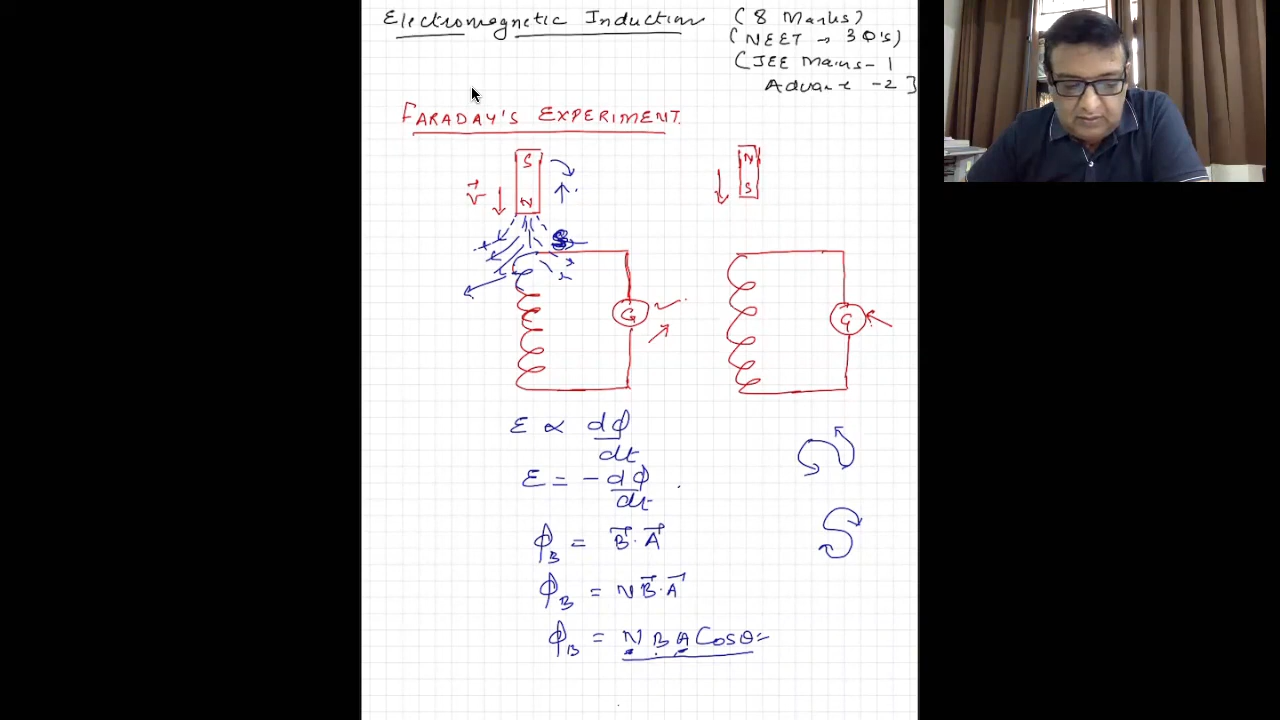 Electromagnetic Induction
( 8 Marks)
(NEET → 3 Q's)
(JEE Mains - 1
Advance - 2 ]
FARADAY'S EXPERIMENT.
S
N
v
N
S
S
G
G
ε ∝ dφ/dt
ε = - dφ/dt
φB = B⃗ . A⃗
φB = N B⃗ . A⃗
φB = N B A Cosθ
N
S